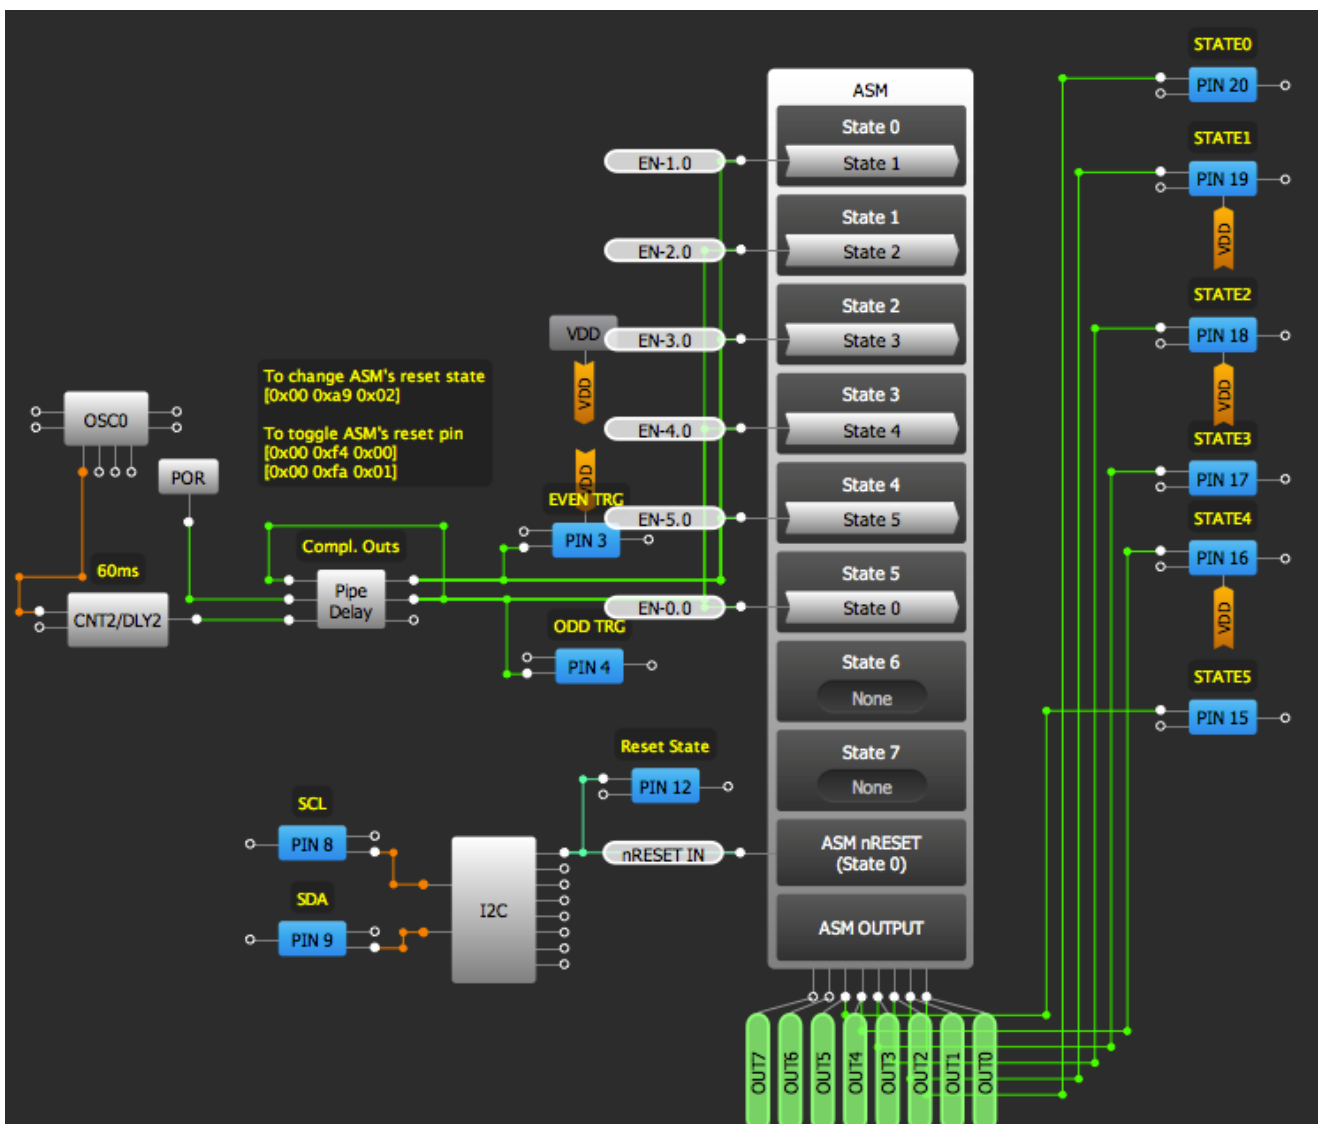 STATE0
PIN 20
STATE1
PIN 19
VDD
STATE2
PIN 18
VDD
STATE3
PIN 17
STATE4
PIN 16
VDD
STATE5
PIN 15
ASM
State 0
EN-1.0
State 1
State 1
EN-2.0
State 2
State 2
VDD
EN-3.0
State 3
VDD
State 3
EN-4.0
State 4
VDD
State 4
EVEN TRG
EN-5.0
State 5
PIN 3
State 5
EN-0.0
State 0
ODD TRG
PIN 4
State 6
None
State 7
None
ASM nRESET
(State 0)
ASM OUTPUT
To change ASM's reset state
[0x00 0xa9 0x02]
To toggle ASM's reset pin
[0x00 0xf4 0x00]
[0x00 0xfa 0x01]
OSC0
POR
Compl. Outs
Pipe
Delay
60ms
CNT2/DLY2
Reset State
PIN 12
nRESET IN
SCL
PIN 8
SDA
PIN 9
I2C
OUT7
OUT6
OUT5
OUT4
OUT3
OUT2
OUT1
OUT0